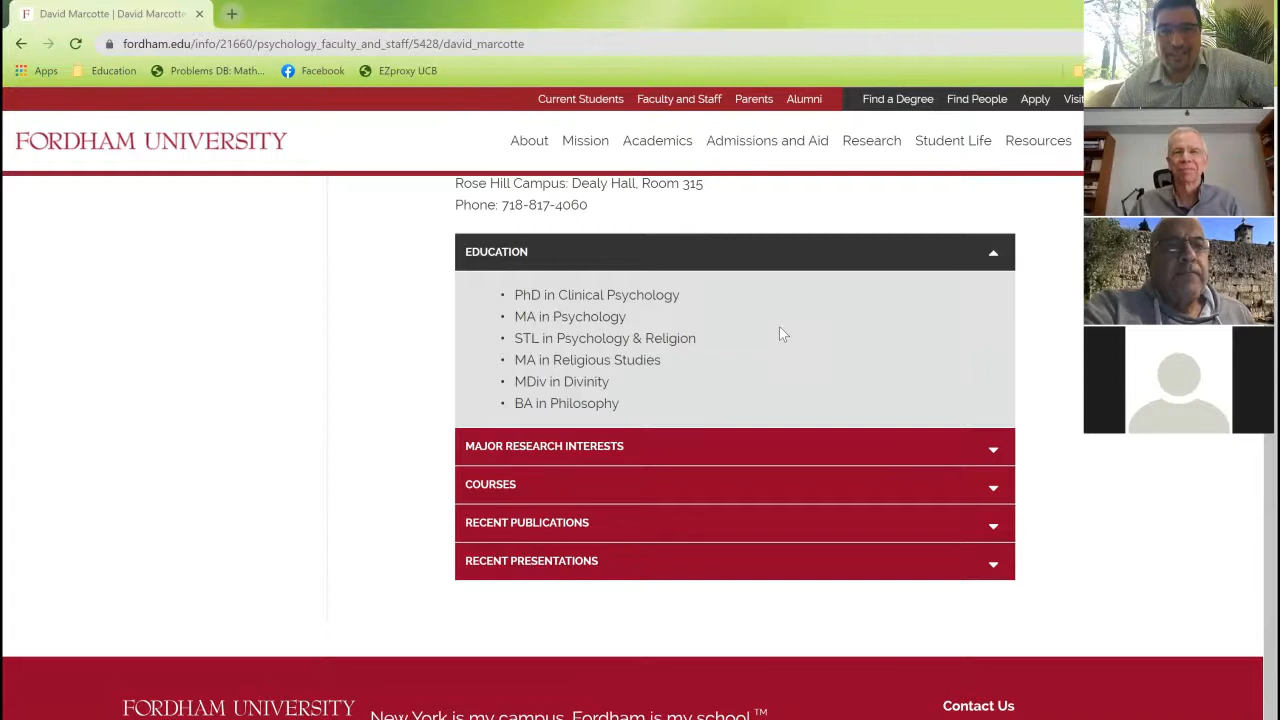 David Marcotte | David Marcotte
fordham.edu/info/21660/psychology_faculty_and_staff/5428/david_marcotte
Apps Education Problems DB: Math... Facebook EZproxy UCB
Current Students Faculty and Staff Parents Alumni Find a Degree Find People Apply Visit
FORDHAM UNIVERSITY About Mission Academics Admissions and Aid Research Student Life Resources
Rose Hill Campus: Dealy Hall, Room 315
Phone: 718-817-4060
EDUCATION
• PhD in Clinical Psychology
• MA in Psychology
• STL in Psychology & Religion
• MA in Religious Studies
• MDiv in Divinity
• BA in Philosophy
MAJOR RESEARCH INTERESTS
COURSES
RECENT PUBLICATIONS
RECENT PRESENTATIONS
FORDHAM UNIVERSITY New York is my campus. Fordham is my school.™ Contact Us